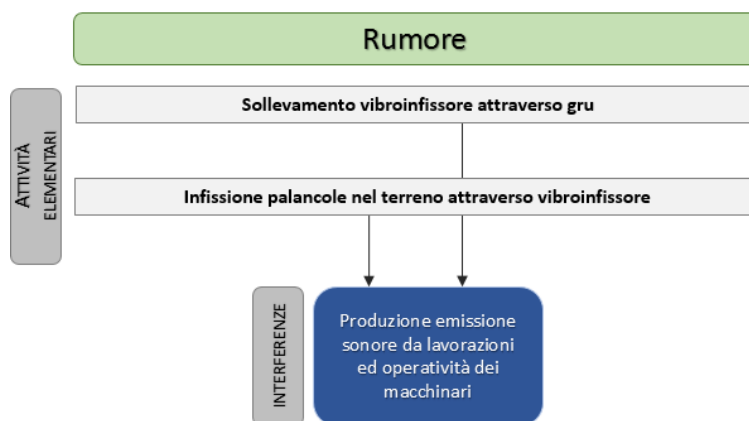 Rumore
ATTIVITÀ
ELEMENTARI
Sollevamento vibroinfissore attraverso gru
Infissione palancole nel terreno attraverso vibroinfissore
INTERFERENZE
Produzione emissione
sonore da lavorazioni
ed operatività dei
macchinari